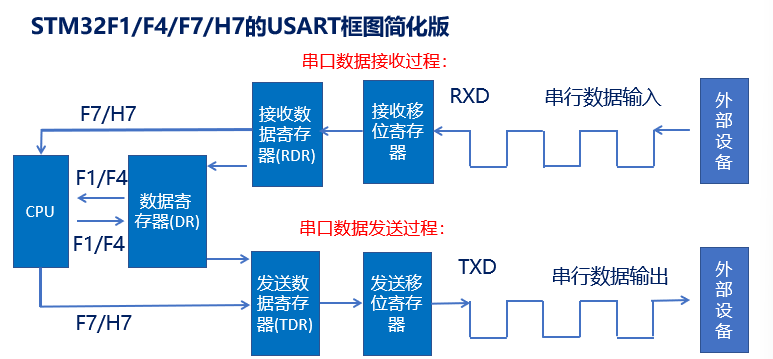 STM32F1/F4/F7/H7的USART框图简化版
串口数据接收过程：
F7/H7
接收数
据寄存
器(RDR)
接收移
位寄存
器
RXD
串行数据输入
外
部
设
备
CPU
F1/F4
F1/F4
数据寄
存器(DR)
串口数据发送过程：
F7/H7
发送数
据寄存
器(TDR)
发送移
位寄存
器
TXD
串行数据输出
外
部
设
备